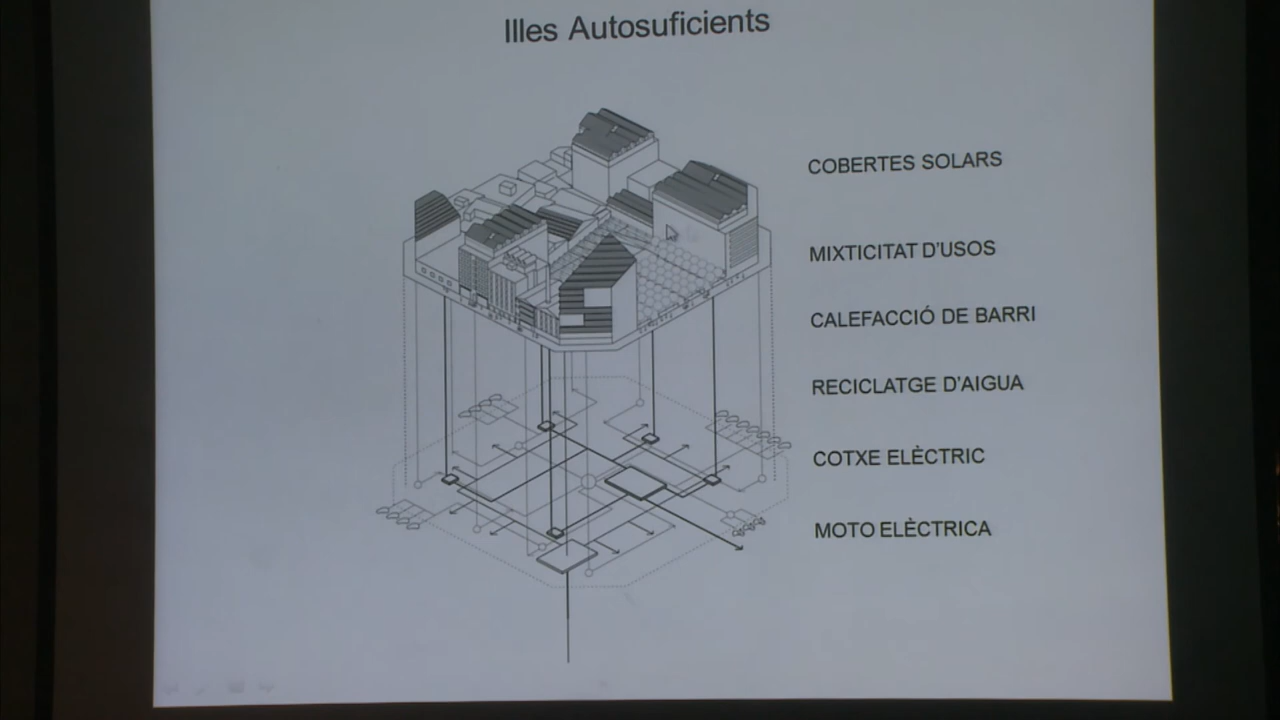 Illes Autosuficients
COBERTES SOLARS
MIXTICITAT D'USOS
CALEFACCIÓ DE BARRI
RECICLATGE D'AIGUA
COTXE ELÈCTRIC
MOTO ELÈCTRICA